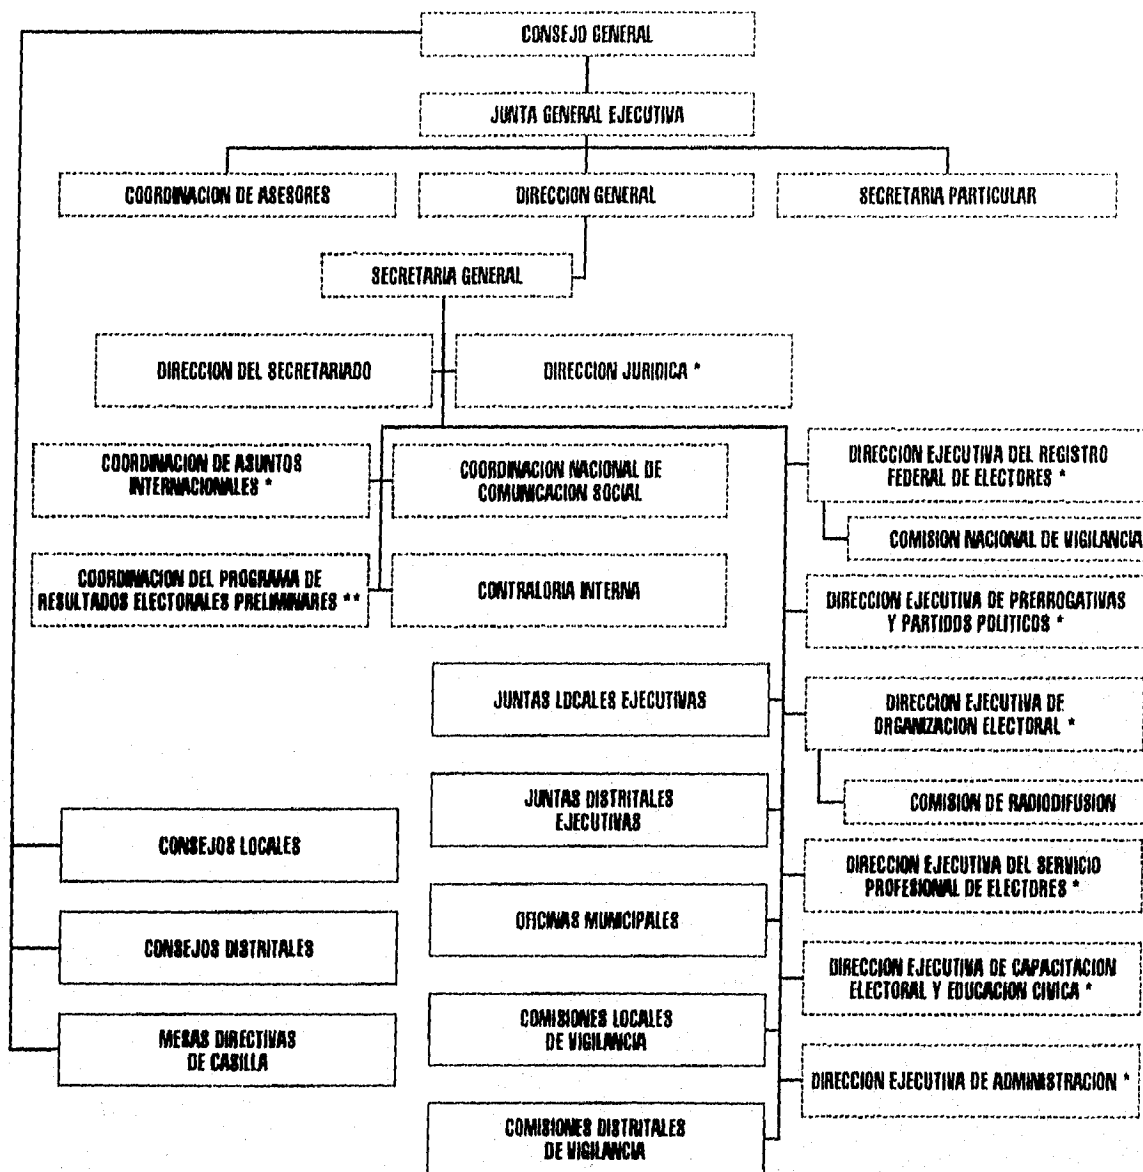 CONSEJO GENERAL
JUNTA GENERAL EJECUTIVA
COORDINACION DE ASESORES
DIRECCION GENERAL
SECRETARIA PARTICULAR
SECRETARIA GENERAL
DIRECCION DEL SECRETARIADO
DIRECCION JURIDICA *
COORDINACION DE ASUNTOS
INTERNACIONALES *
COORDINACION NACIONAL DE
COMUNICACION SOCIAL
DIRECCION EJECUTIVA DEL REGISTRO
FEDERAL DE ELECTORES *
COMISION NACIONAL DE VIGILANCIA
COORDINACION DEL PROGRAMA DE
RESULTADOS ELECTORALES PRELIMINARES **
CONTRALORIA INTERNA
DIRECCION EJECUTIVA DE PRERROGATIVAS
Y PARTIDOS POLITICOS *
JUNTAS LOCALES EJECUTIVAS
DIRECCION EJECUTIVA DE
ORGANIZACION ELECTORAL *
JUNTAS DISTRITALES
EJECUTIVAS
COMISION DE RADIODIFUSION
CONSEJOS LOCALES
DIRECCION EJECUTIVA DEL SERVICIO
PROFESIONAL DE ELECTORES *
OFICINAS MUNICIPALES
CONSEJOS DISTRITALES
DIRECCION EJECUTIVA DE CAPACITACION
ELECTORAL Y EDUCACION CIVICA *
COMISIONES LOCALES
DE VIGILANCIA
MESAS DIRECTIVAS
DE CASILLA
DIRECCION EJECUTIVA DE ADMINISTRACION *
COMISIONES DISTRITALES
DE VIGILANCIA